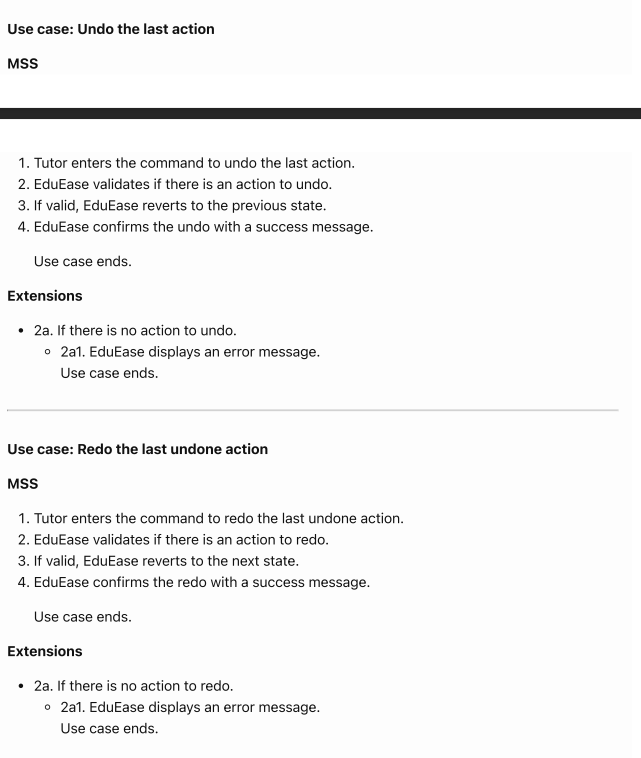 Use case: Undo the last action
MSS
1. Tutor enters the command to undo the last action.
2. EduEase validates if there is an action to undo.
3. If valid, EduEase reverts to the previous state.
4. EduEase confirms the undo with a success message.
Use case ends.
Extensions
• 2a. If there is no action to undo.
◦ 2a1. EduEase displays an error message.
Use case ends.
Use case: Redo the last undone action
MSS
1. Tutor enters the command to redo the last undone action.
2. EduEase validates if there is an action to redo.
3. If valid, EduEase reverts to the next state.
4. EduEase confirms the redo with a success message.
Use case ends.
Extensions
• 2a. If there is no action to redo.
◦ 2a1. EduEase displays an error message.
Use case ends.